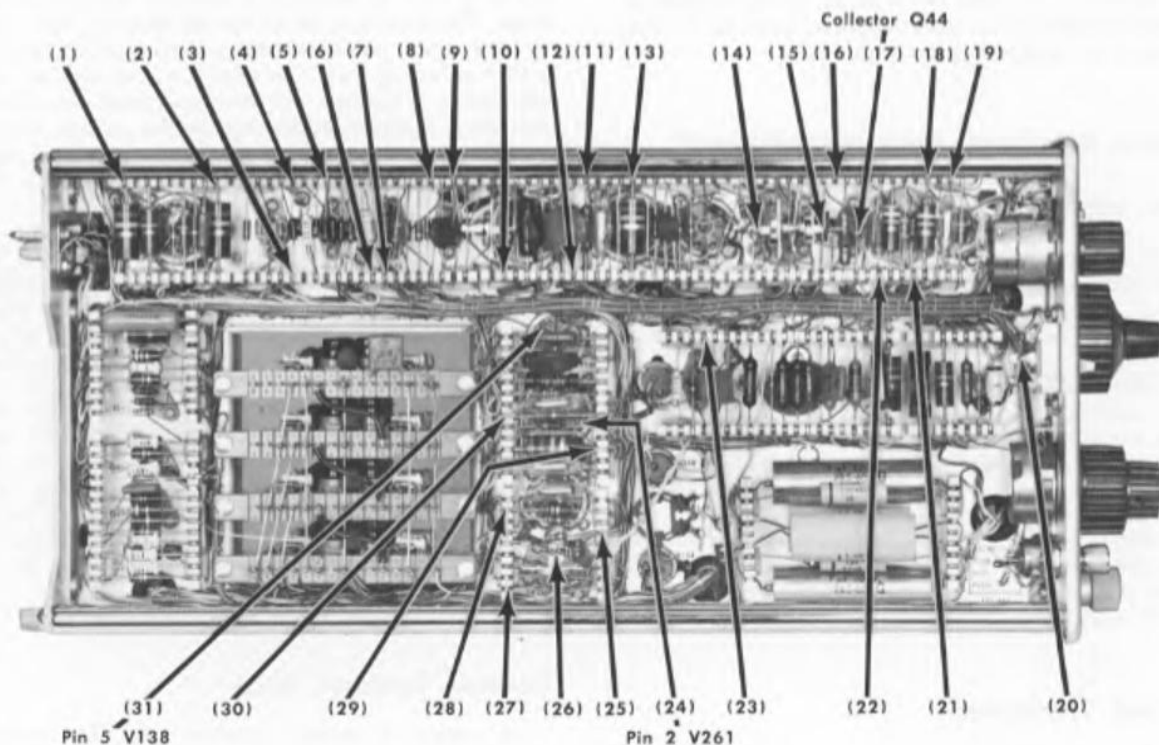 Collector Q44
(1) (2) (3) (4) (5) (6) (7) (8) (9) (10) (12) (11) (13) (14) (15) (16) (17) (18) (19)
(31) (30) (29) (28) (27) (26) (25) (24) (23) (22) (21) (20)
Pin 5 V138 Pin 2 V261